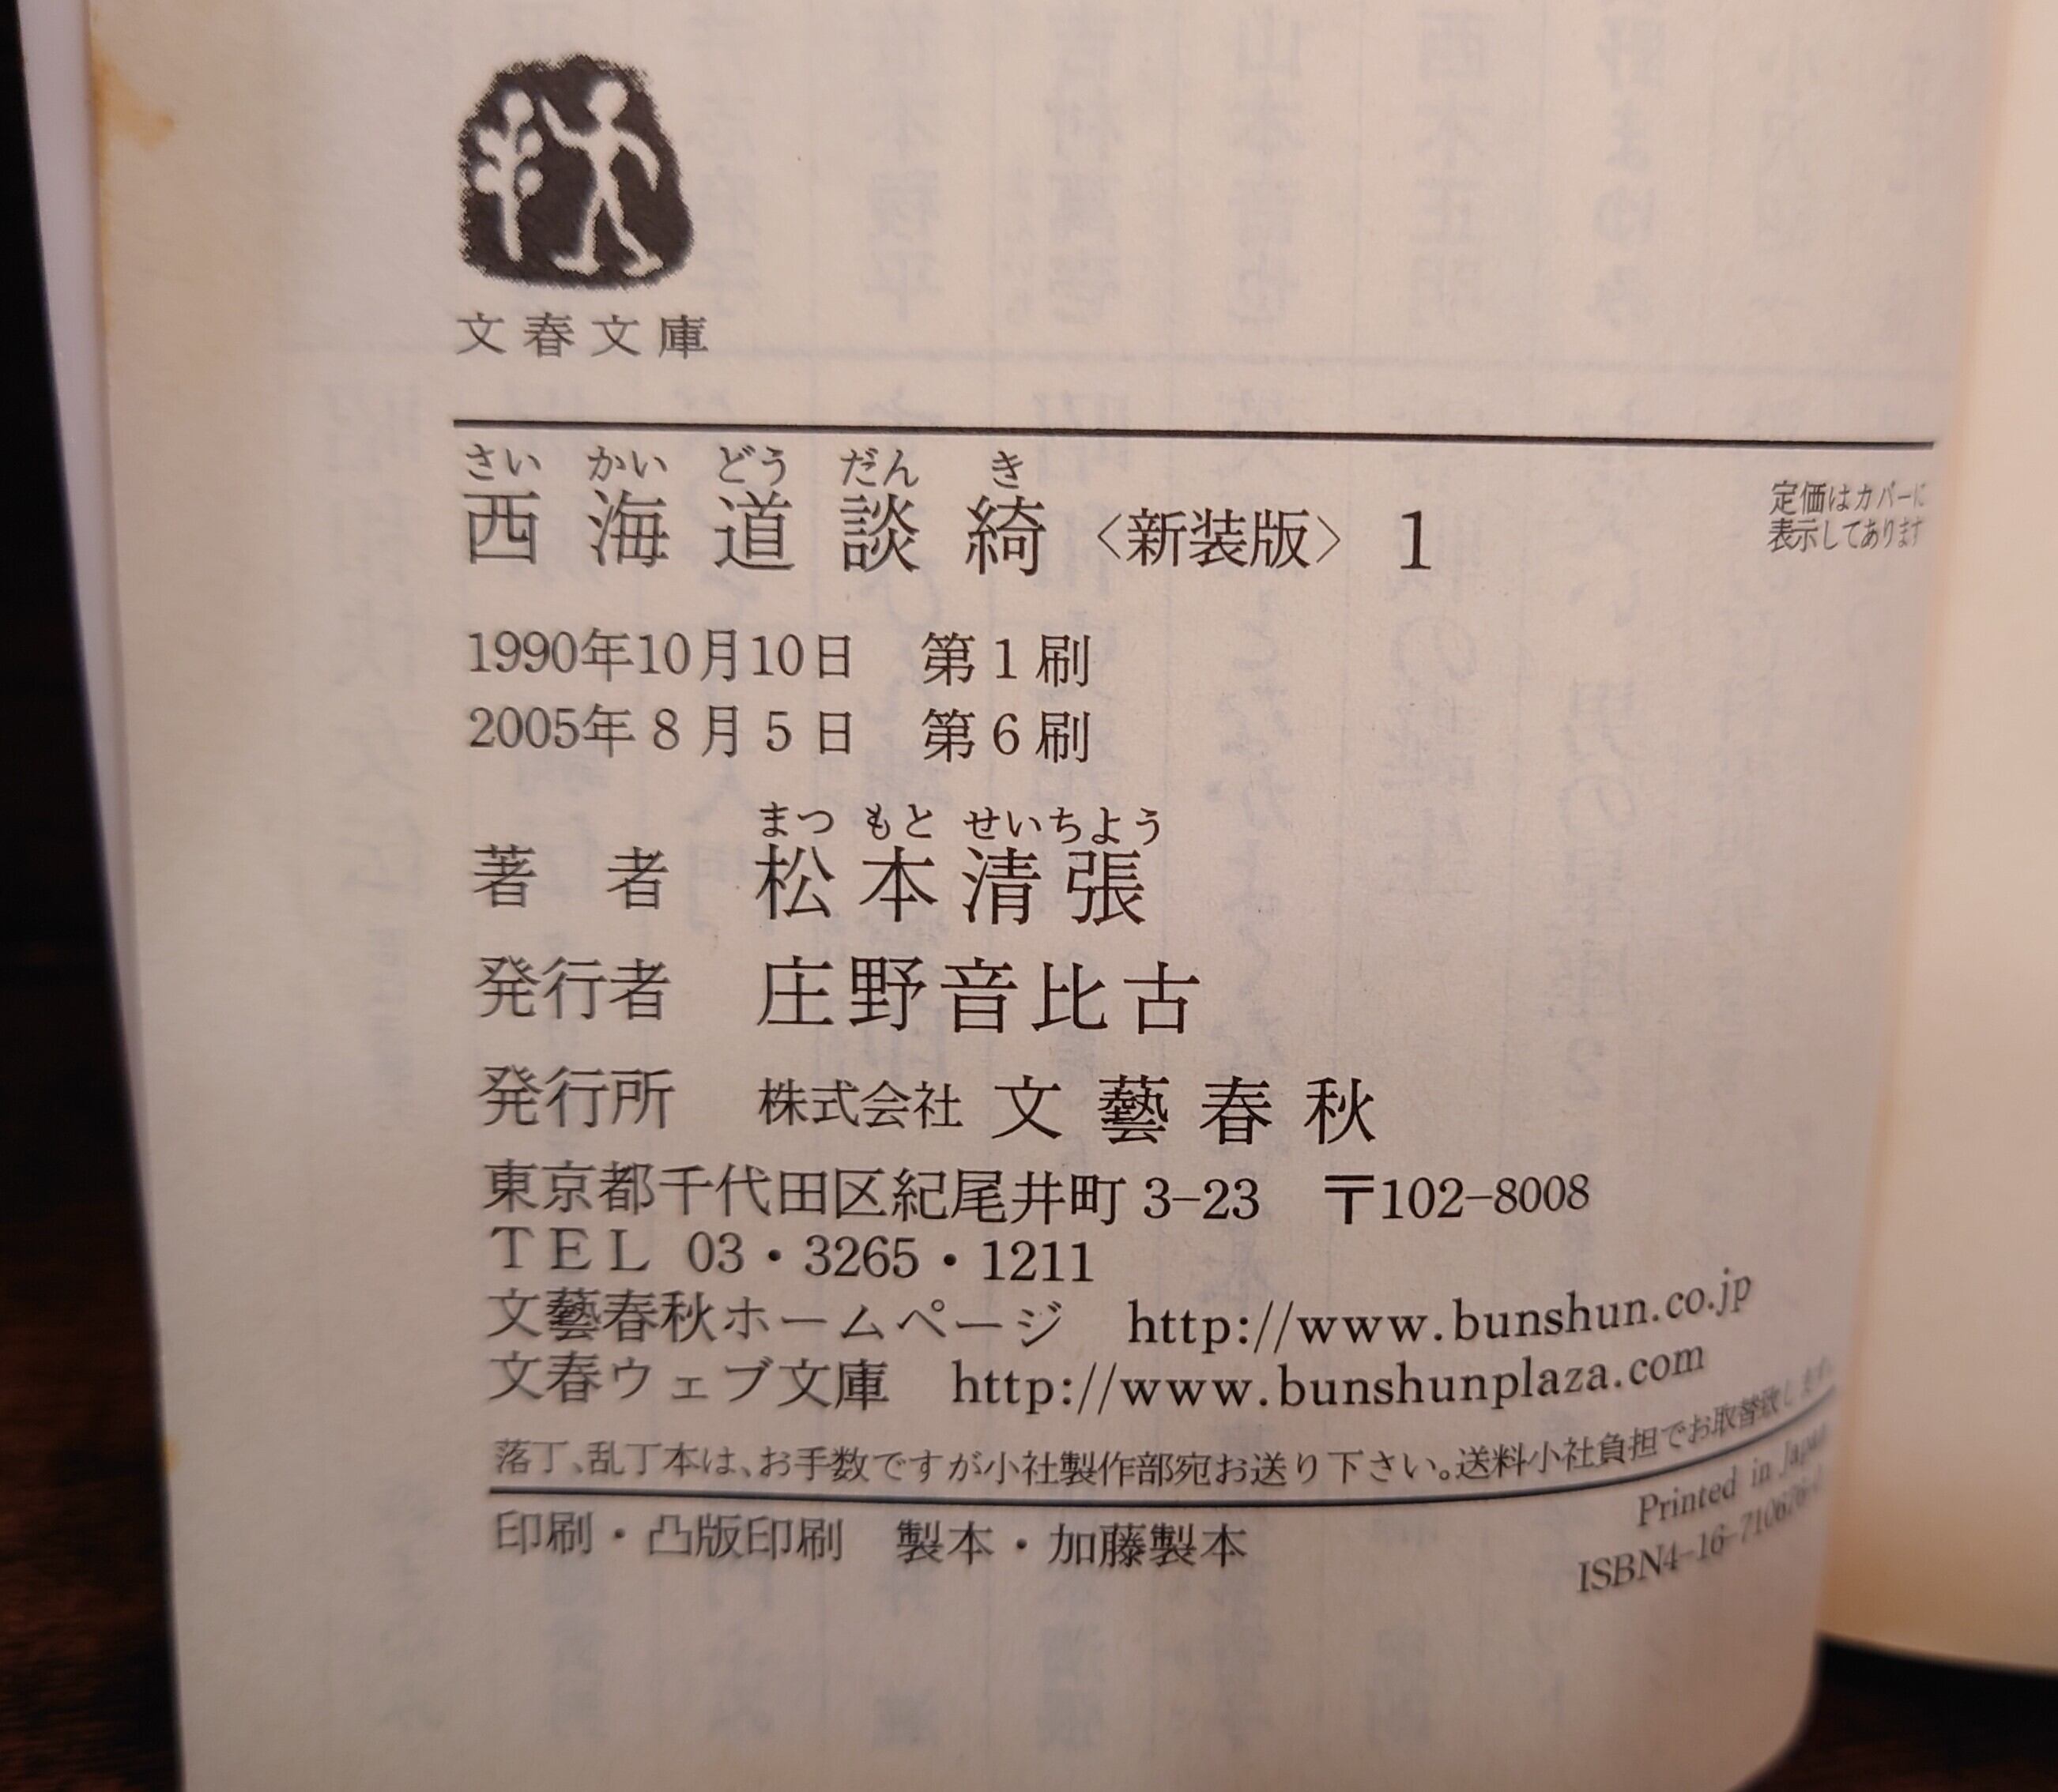 文春文庫
さいかいどうだんき
西海道談綺〈新装版〉 1
定価はカバーに
表示してあります
1990年10月10日 第1刷
2005年8月5日 第6刷
まつもとせいちよう
著者 松本清張
発行者 庄野音比古
発行所 株式会社 文藝春秋
東京都千代田区紀尾井町 3-23 〒102-8008
TEL 03・3265・1211
文藝春秋ホームページ http://www.bunshun.co.jp
文春ウェブ文庫 http://www.bunshunplaza.com
落丁、乱丁本は、お手数ですが小社製作部宛お送り下さい。送料小社負担でお取替致します。
印刷・凸版印刷 製本・加藤製本
Printed in Japan